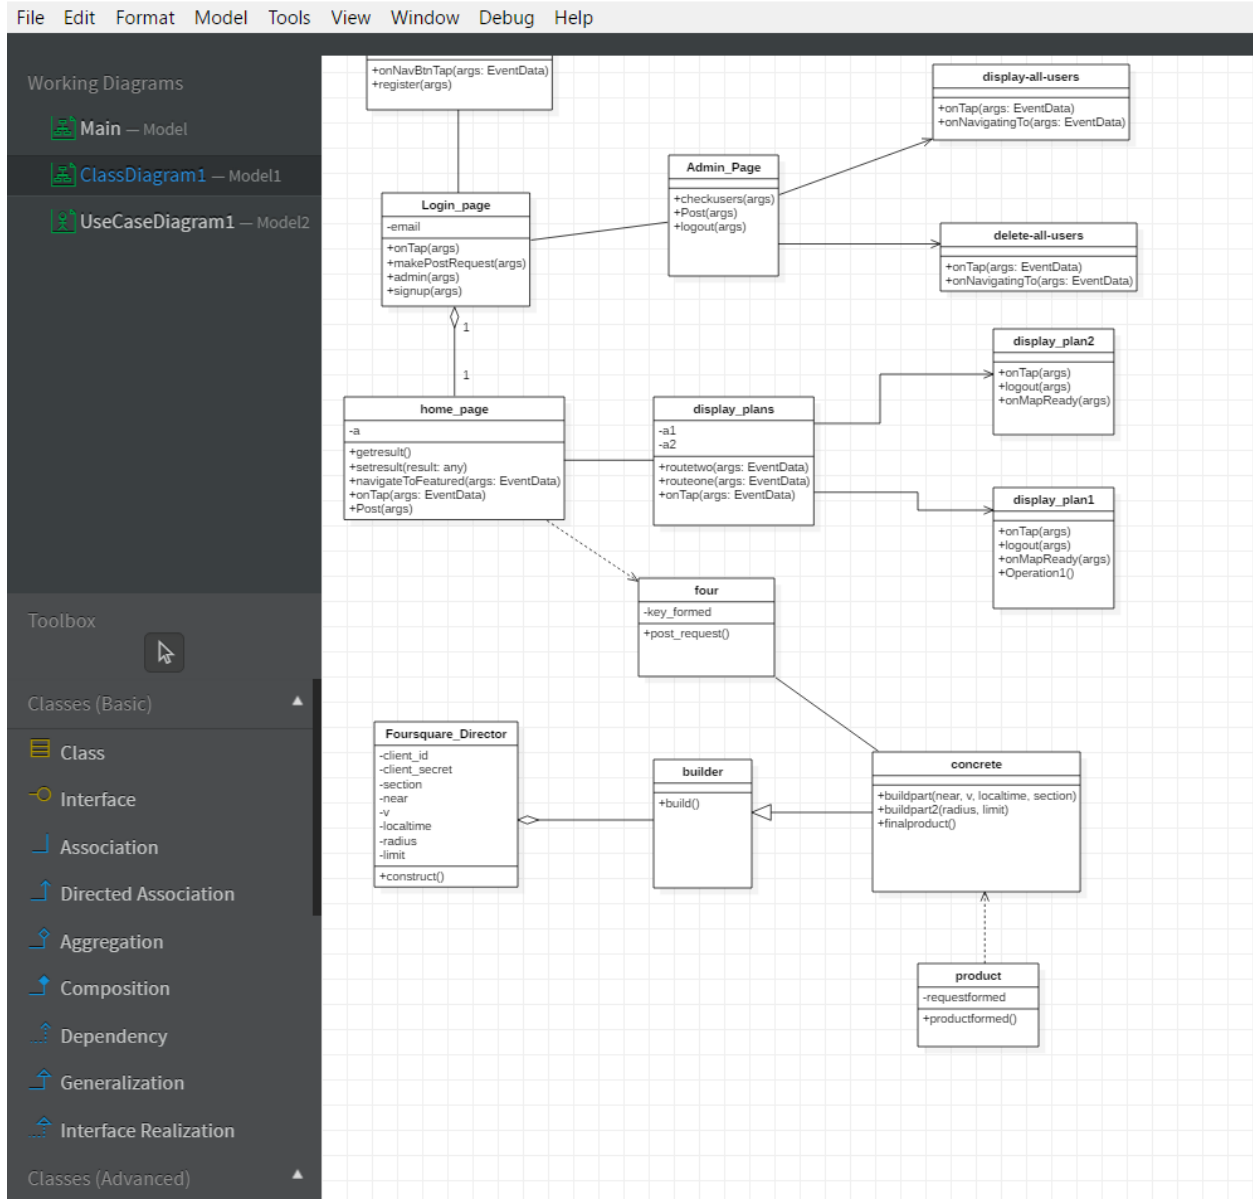 File Edit Format Model Tools View Window Debug Help
Working Diagrams
Main — Model
ClassDiagram1 — Model1
UseCaseDiagram1 — Model2
Toolbox
Classes (Basic)
Class
Interface
Association
Directed Association
Aggregation
Composition
Dependency
Generalization
Interface Realization
Classes (Advanced)
+onNavBtnTap(args: EventData)
+register(args)
display-all-users
+onTap(args: EventData)
+onNavigatingTo(args: EventData)
Admin_Page
+checkusers(args)
+Post(args)
+logout(args)
Login_page
-email
+onTap(args)
+makePostRequest(args)
+admin(args)
+signup(args)
delete-all-users
+onTap(args: EventData)
+onNavigatingTo(args: EventData)
1
1
display_plan2
+onTap(args)
+logout(args)
+onMapReady(args)
home_page
-a
+getresult()
+setresult(result: any)
+navigateToFeatured(args: EventData)
+onTap(args: EventData)
+Post(args)
display_plans
-a1
-a2
+routetwo(args: EventData)
+routeone(args: EventData)
+onTap(args: EventData)
display_plan1
+onTap(args)
+logout(args)
+onMapReady(args)
+Operation1()
four
-key_formed
+post_request()
Foursquare_Director
-client_id
-client_secret
-section
-near
-v
-localtime
-radius
-limit
+construct()
builder
+build()
concrete
+buildpart(near, v, localtime, section)
+buildpart2(radius, limit)
+finalproduct()
product
-requestformed
+productformed()